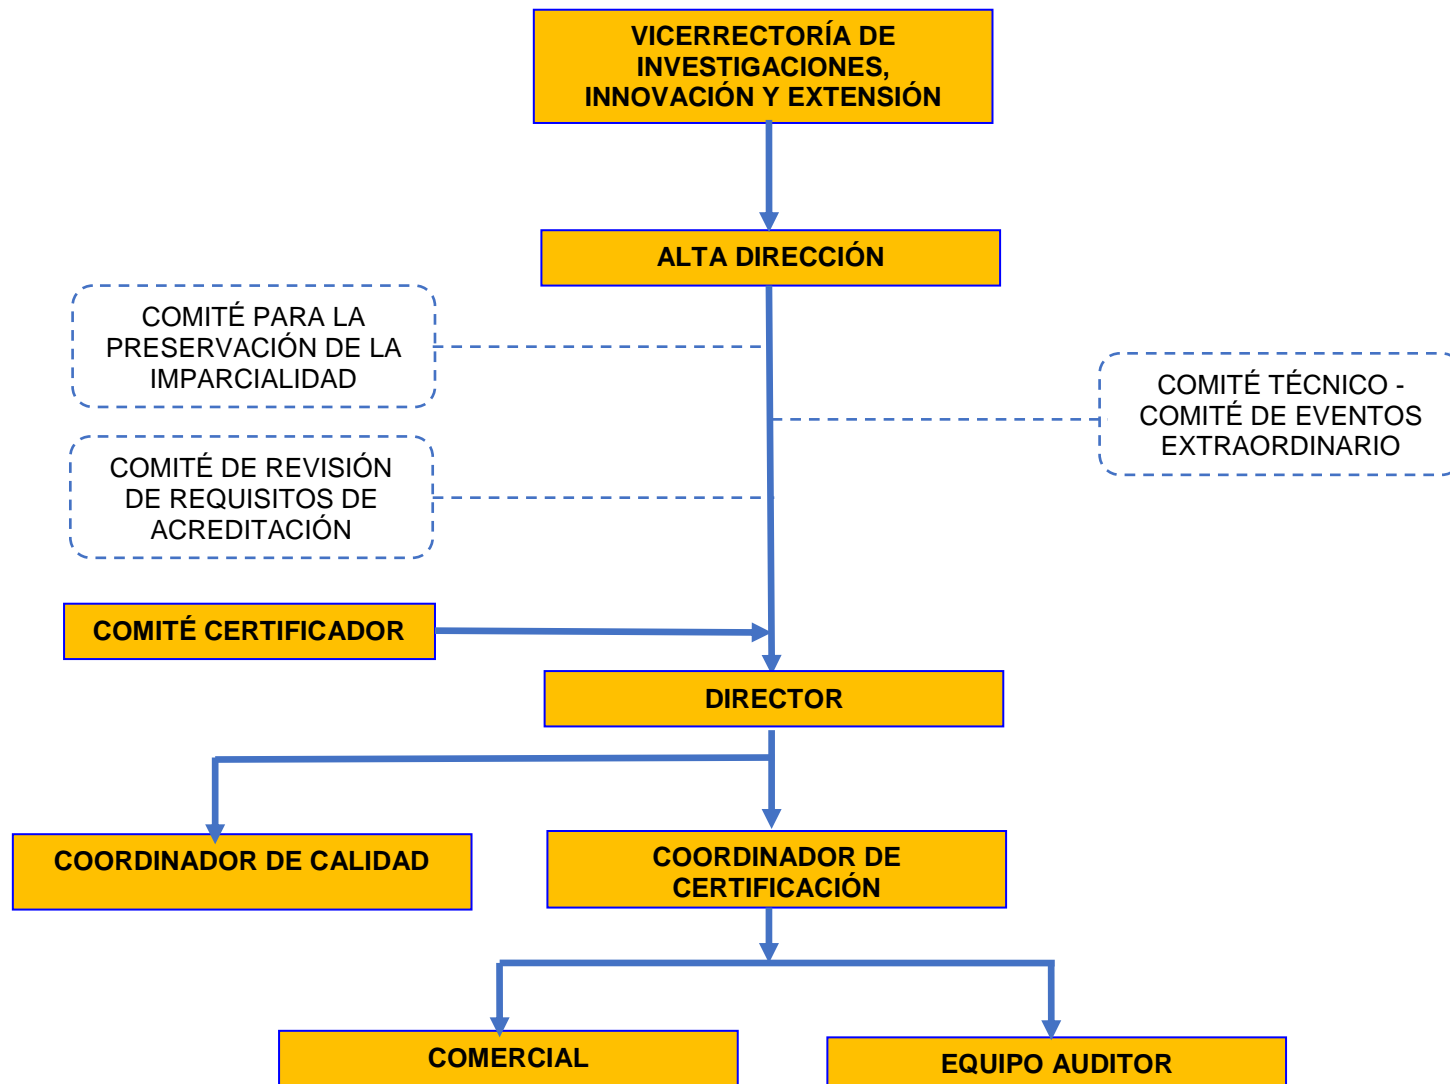 VICERRECTORÍA DE
INVESTIGACIONES,
INNOVACIÓN Y EXTENSIÓN
ALTA DIRECCIÓN
COMITÉ PARA LA
PRESERVACIÓN DE LA
IMPARCIALIDAD
COMITÉ TÉCNICO -
COMITÉ DE EVENTOS
EXTRAORDINARIO
COMITÉ DE REVISIÓN
DE REQUISITOS DE
ACREDITACIÓN
COMITÉ CERTIFICADOR
DIRECTOR
COORDINADOR DE CALIDAD
COORDINADOR DE
CERTIFICACIÓN
COMERCIAL
EQUIPO AUDITOR